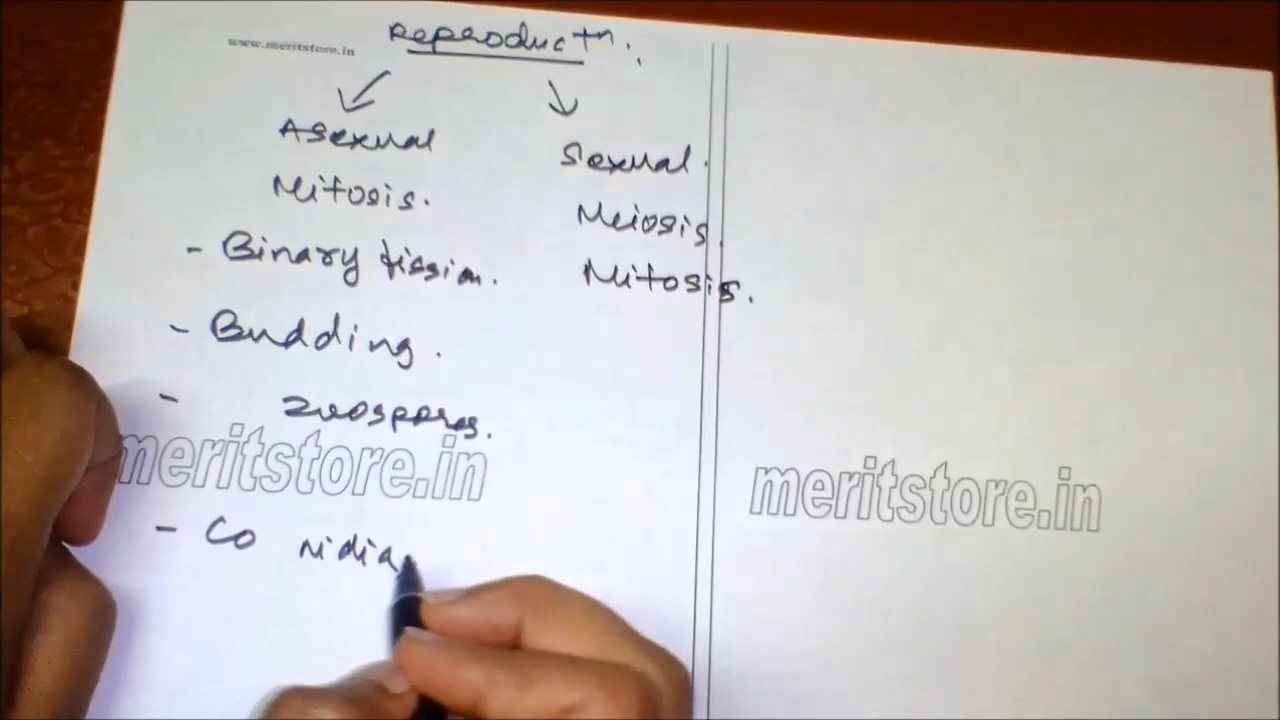 www.meritstore.in
Reproductn.
Asexual
Mitosis.
- Binary fission.
- Budding.
- Zoospores.
meritstore.in
- Co nidia
Sexual.
Meiosis.
Mitosis.
meritstore.in